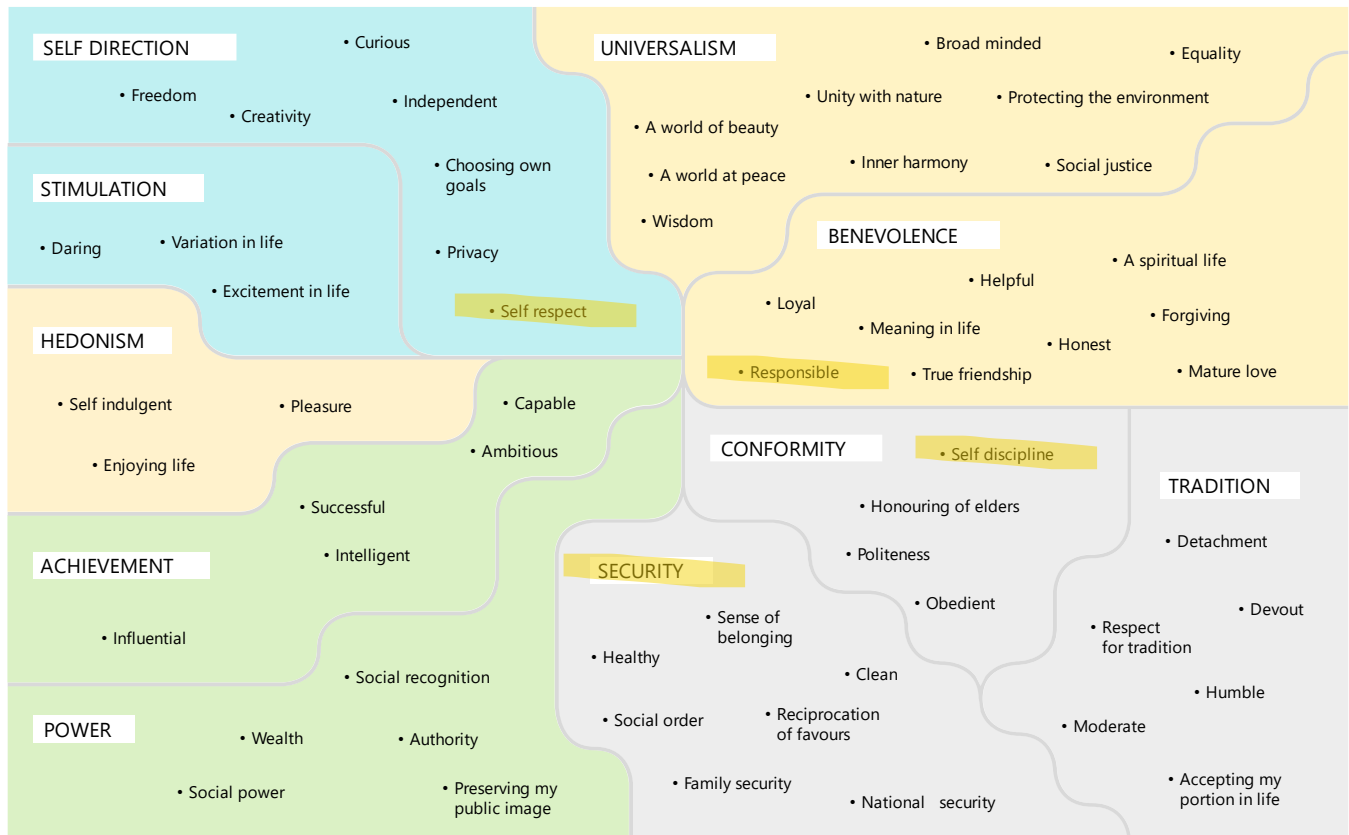 SELF DIRECTION
• Curious
• Freedom
• Creativity
• Independent
• Choosing own
goals
• Privacy
• Self respect
STIMULATION
• Daring
• Variation in life
• Excitement in life
HEDONISM
• Self indulgent
• Pleasure
• Enjoying life
UNIVERSALISM
• Broad minded
• Equality
• Unity with nature
• Protecting the environment
• A world of beauty
• Inner harmony
• Social justice
• A world at peace
• Wisdom
BENEVOLENCE
• A spiritual life
• Helpful
• Loyal
• Forgiving
• Meaning in life
• Honest
• Responsible
• True friendship
• Mature love
• Capable
• Ambitious
• Successful
• Intelligent
ACHIEVEMENT
• Influential
POWER
• Social recognition
• Wealth
• Authority
• Social power
• Preserving my
public image
CONFORMITY
• Self discipline
• Honouring of elders
• Politeness
• Obedient
SECURITY
• Sense of
belonging
• Healthy
• Clean
• Social order
• Reciprocation
of favours
• Family security
• National security
TRADITION
• Detachment
• Devout
• Respect
for tradition
• Humble
• Moderate
• Accepting my
portion in life